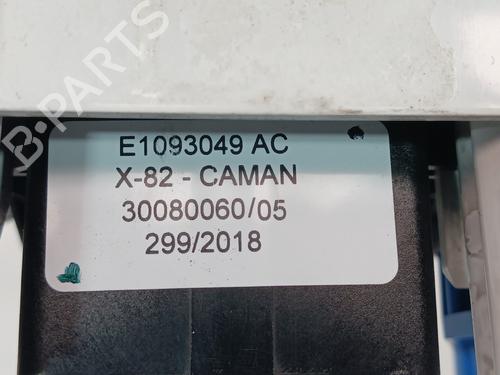 B-PARTS
E1093049 AC
X-82 - CAMAN
30080060/05
299/2018